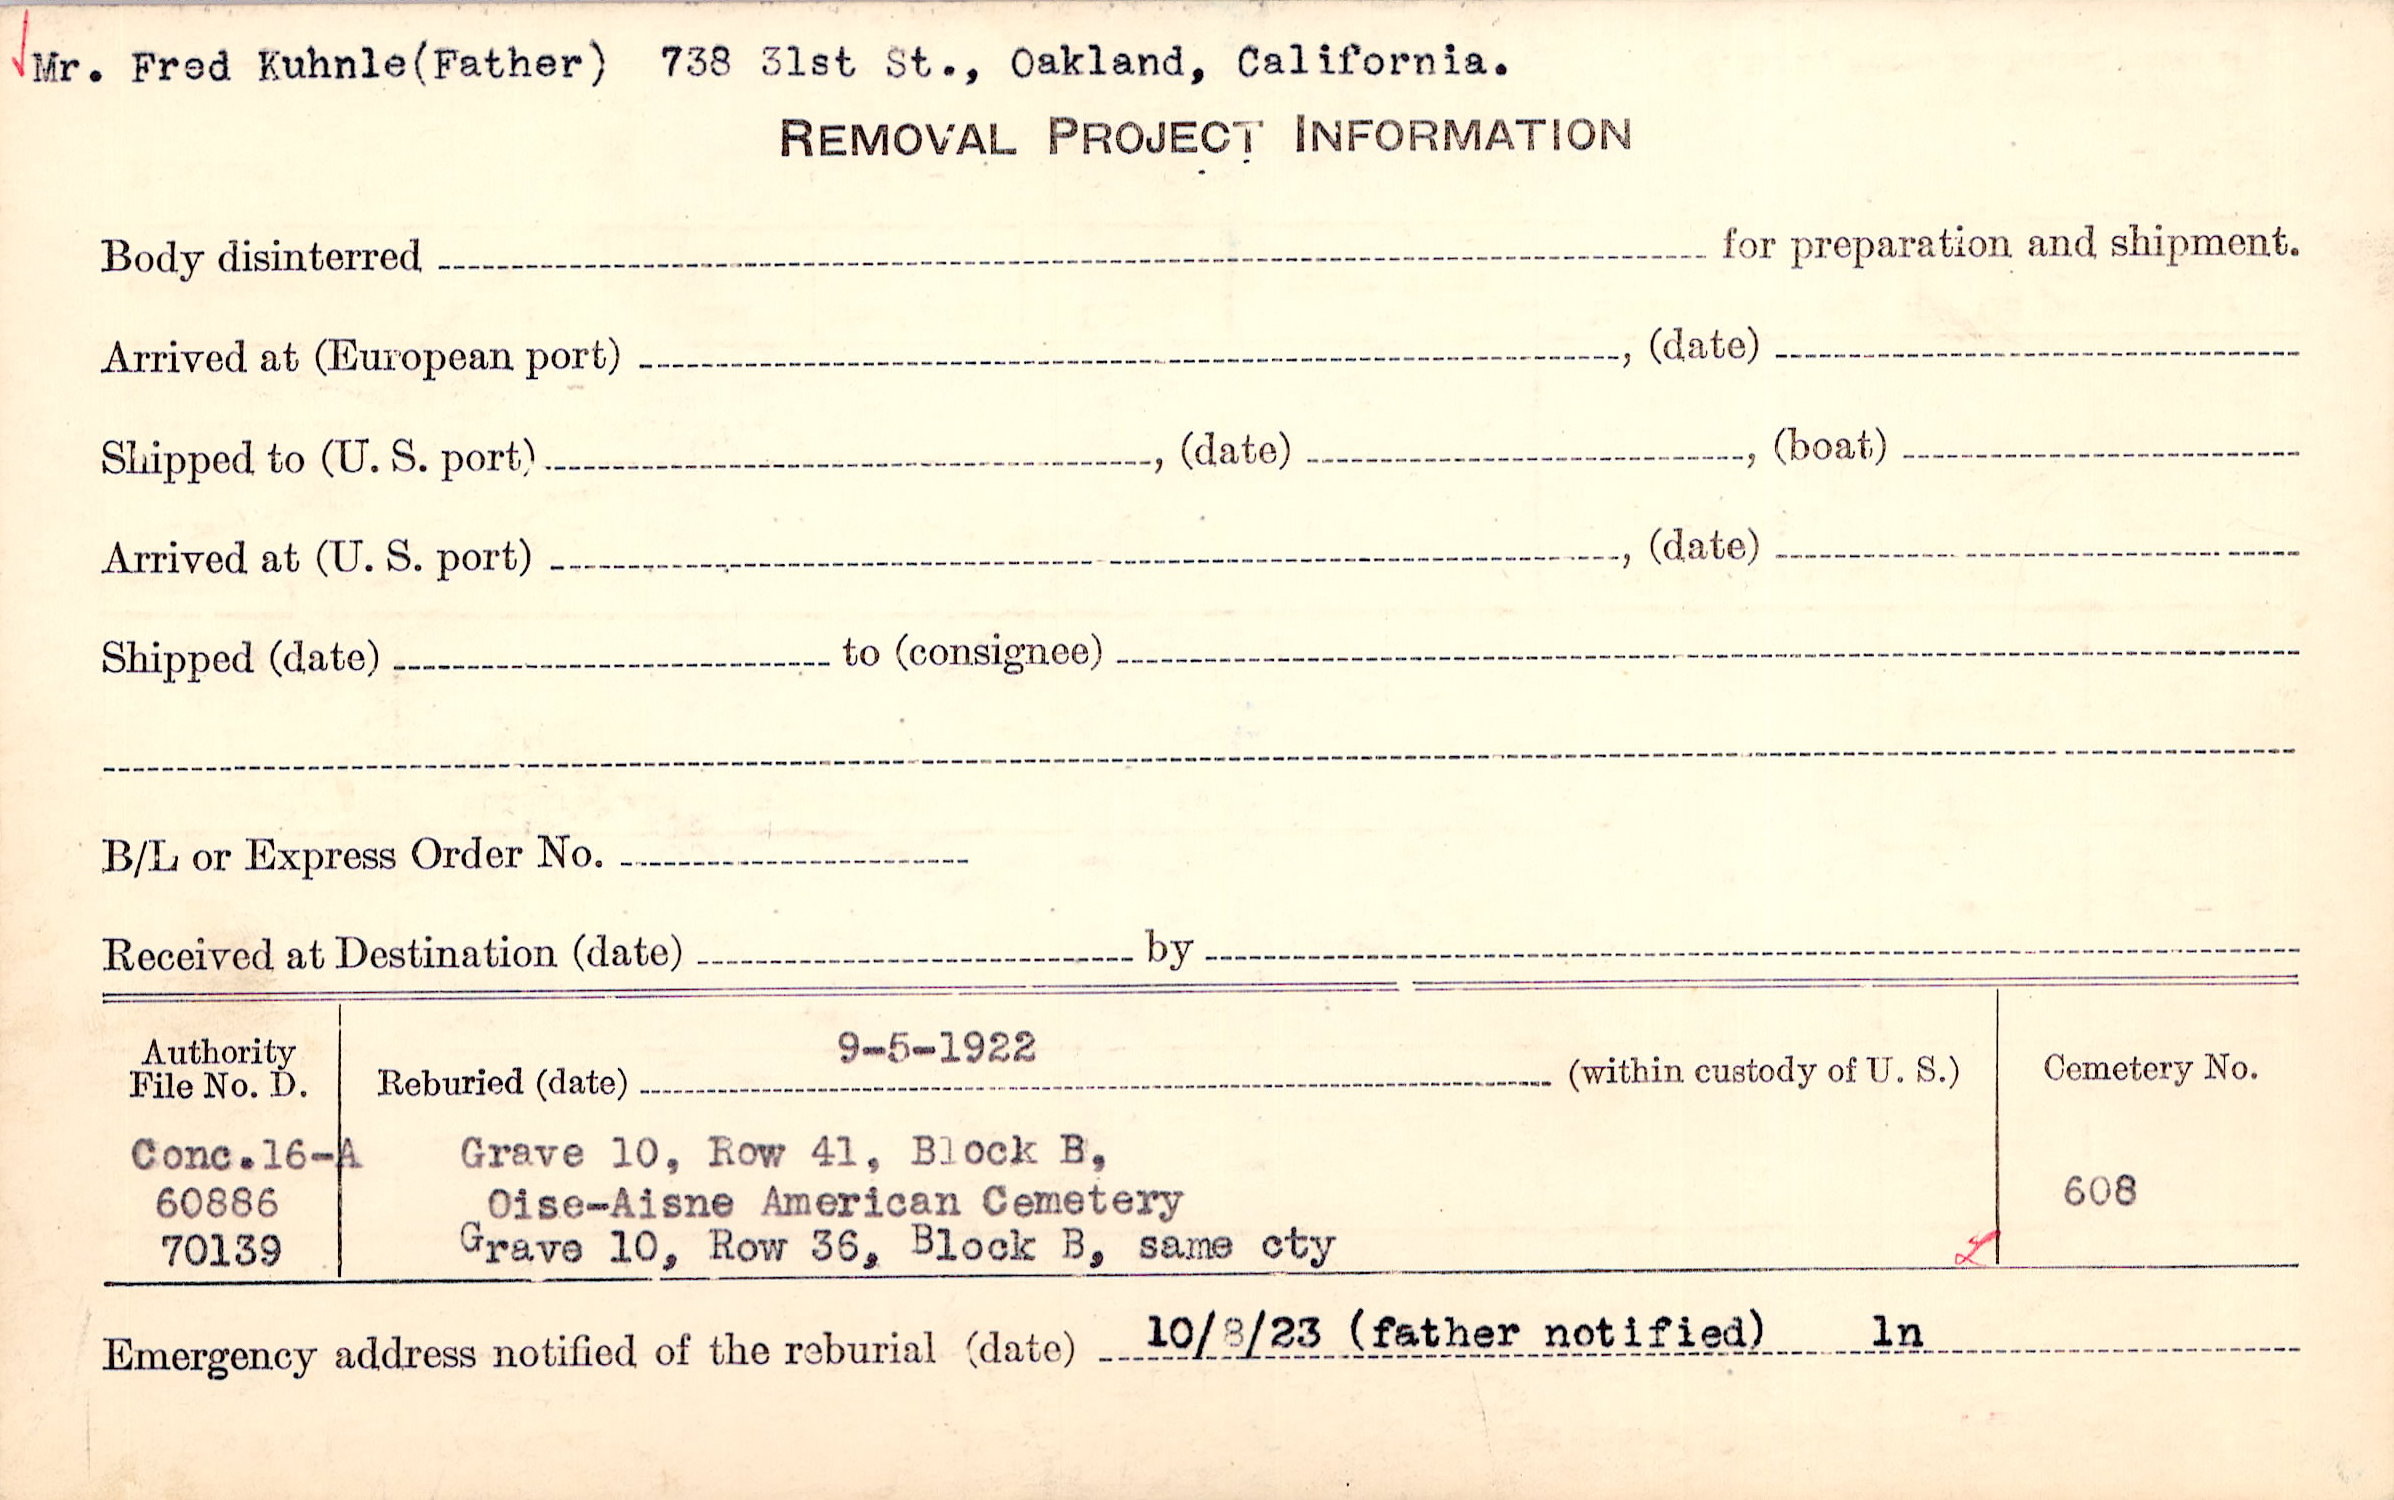 Mr. Fred Kuhnle(Father) 738 31st St., Oakland, California.
REMOVAL PROJECT INFORMATION
Body disinterred for preparation and shipment.
Arrived at (European port) , (date)
Shipped to (U. S. port) , (date) , (boat)
Arrived at (U. S. port) , (date)
Shipped (date) to (consignee)
B/L or Express Order No.
Received at Destination (date) by
Authority File No. D.
Reburied (date) 9-5-1922 (within custody of U. S.)
Cemetery No.
Conc.16-A Grave 10, Row 41, Block B,
60886 Oise-Aisne American Cemetery 608
70139 Grave 10, Row 36, Block B, same cty
Emergency address notified of the reburial (date) 10/8/23 (father notified) ln